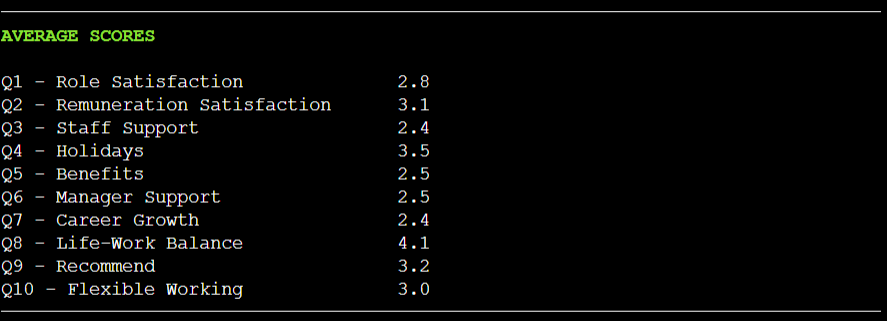 AVERAGE SCORES
Q1 - Role Satisfaction 2.8
Q2 - Remuneration Satisfaction 3.1
Q3 - Staff Support 2.4
Q4 - Holidays 3.5
Q5 - Benefits 2.5
Q6 - Manager Support 2.5
Q7 - Career Growth 2.4
Q8 - Life-Work Balance 4.1
Q9 - Recommend 3.2
Q10 - Flexible Working 3.0